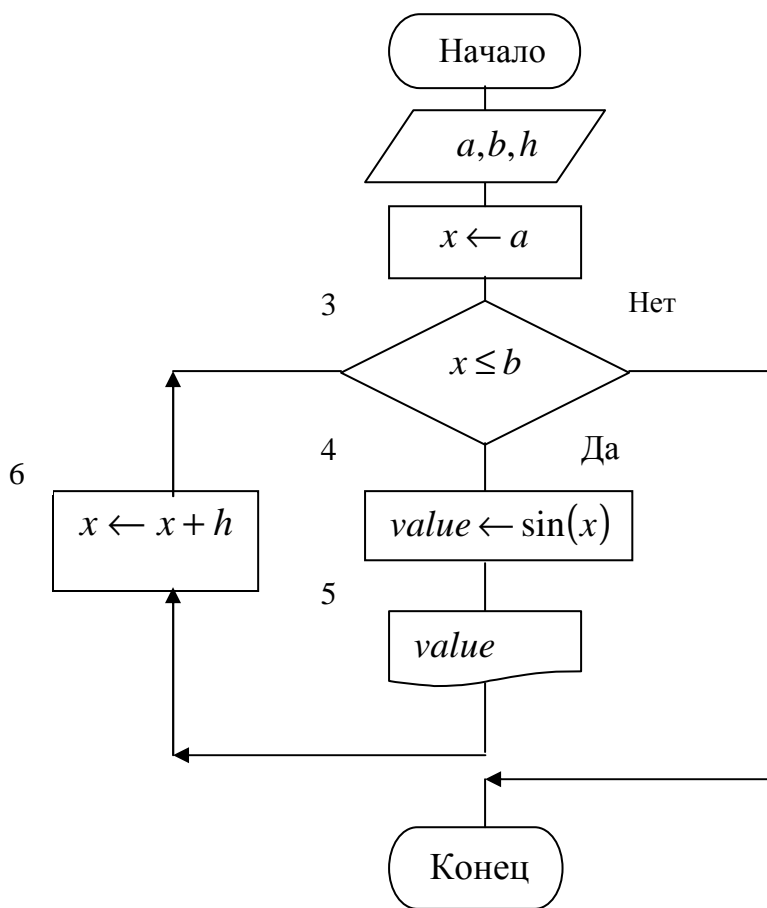 Начало
a,b,h
x ← a
3
Нет
x ≤ b
4
Да
6
x ← x + h
value ← sin(x)
5
value
Конец